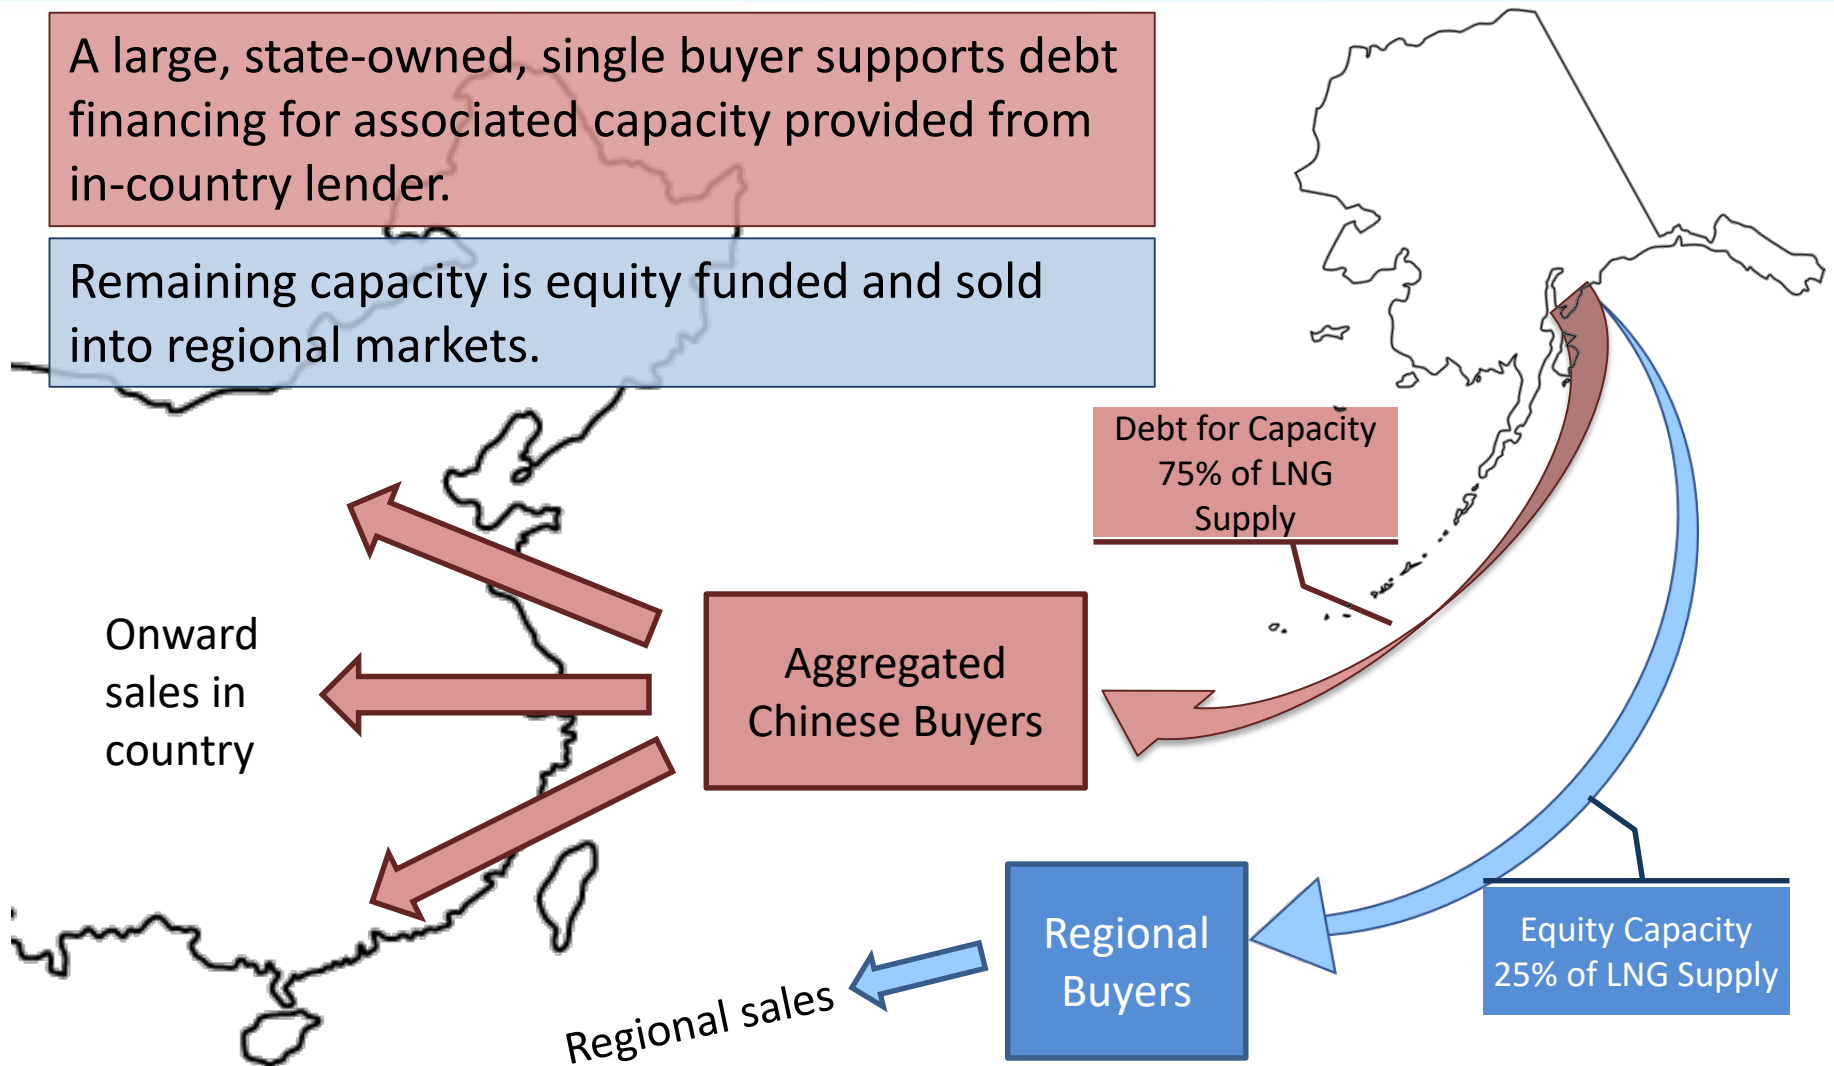 A large, state-owned, single buyer supports debt
financing for associated capacity provided from
in-country lender.
Remaining capacity is equity funded and sold
into regional markets.
Debt for Capacity
75% of LNG
Supply
Onward
sales in
country
Aggregated
Chinese Buyers
Regional
Buyers
Equity Capacity
25% of LNG Supply
Regional sales